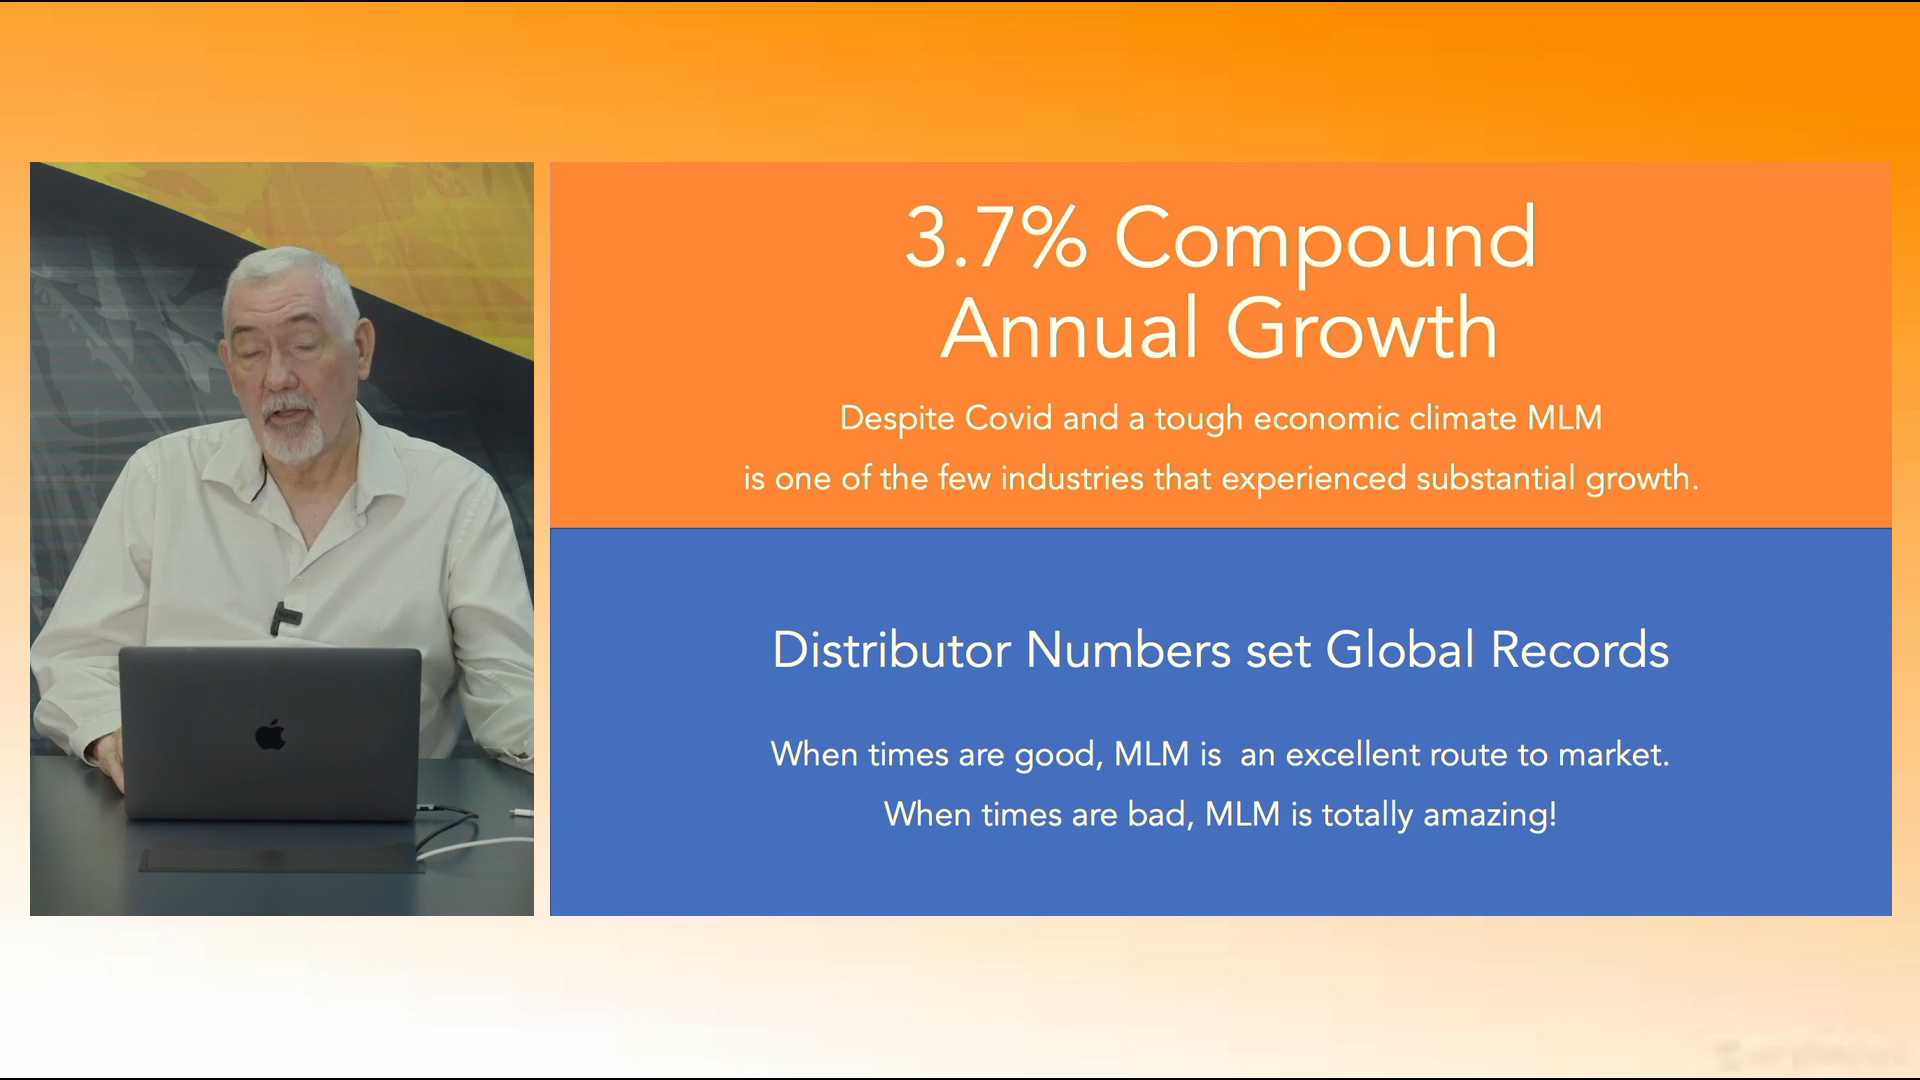 3.7% Compound
Annual Growth
Despite Covid and a tough economic climate MLM
is one of the few industries that experienced substantial growth.
Distributor Numbers set Global Records
When times are good, MLM is  an excellent route to market.
When times are bad, MLM is totally amazing!